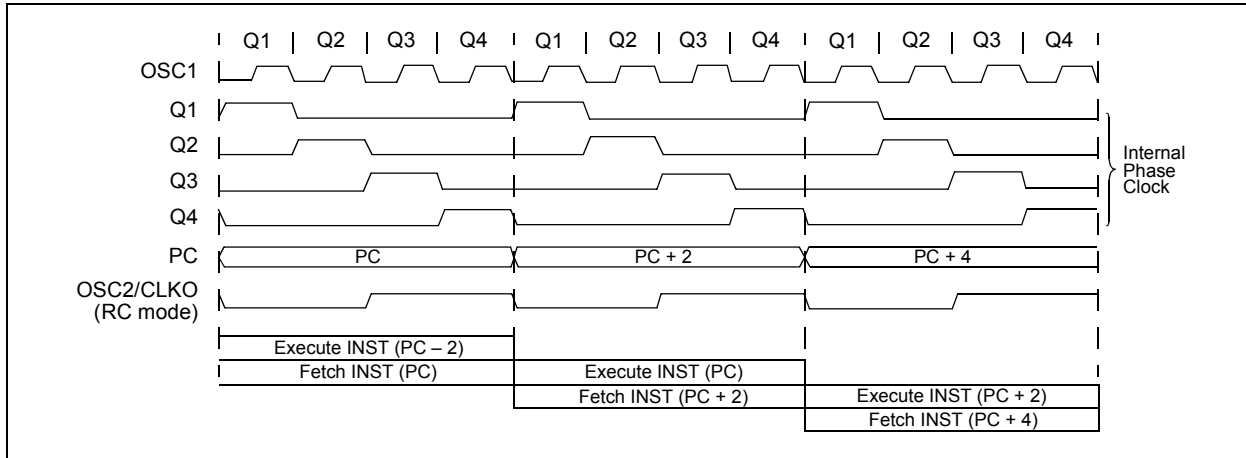 Q1 | Q2 | Q3 | Q4 | Q1 | Q2 | Q3 | Q4 | Q1 | Q2 | Q3 | Q4
OSC1
Q1
Q2
Q3
Q4
Internal
Phase
Clock
PC
PC
PC + 2
PC + 4
OSC2/CLKO
(RC mode)
Execute INST (PC – 2)
Fetch INST (PC)
Execute INST (PC)
Fetch INST (PC + 2)
Execute INST (PC + 2)
Fetch INST (PC + 4)